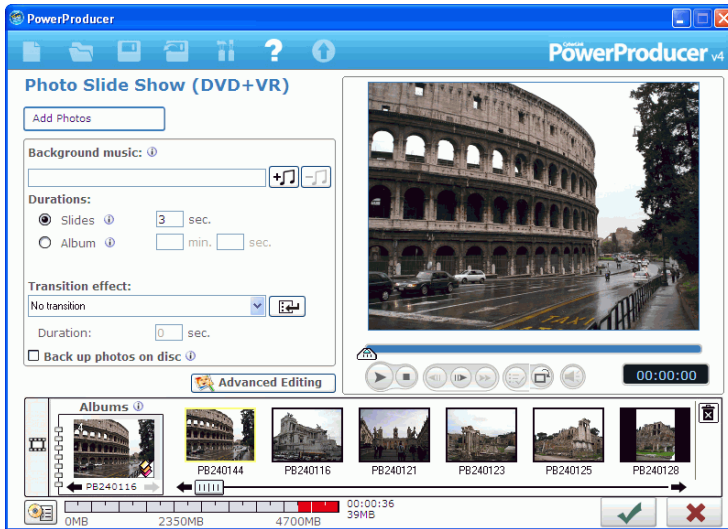 PowerProducer
CyberLink
PowerProducer v4
Photo Slide Show (DVD+VR)
Add Photos
Background music:
Durations:
Slides 3 sec.
Album min. sec.
Transition effect:
No transition
Duration: 0 sec.
Back up photos on disc
Advanced Editing
TAXI
00:00:00
Albums
4
PB240116
PB240144
PB240116
PB240121
PB240123
PB240125
PB240128
0MB
2350MB
4700MB
00:00:36
39MB